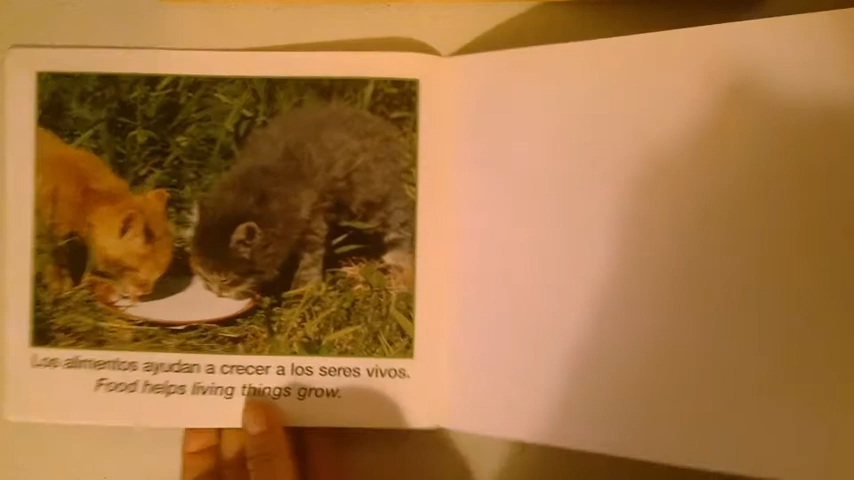 Los alimentos ayudan a crecer a los seres vivos.
Food helps living things grow.